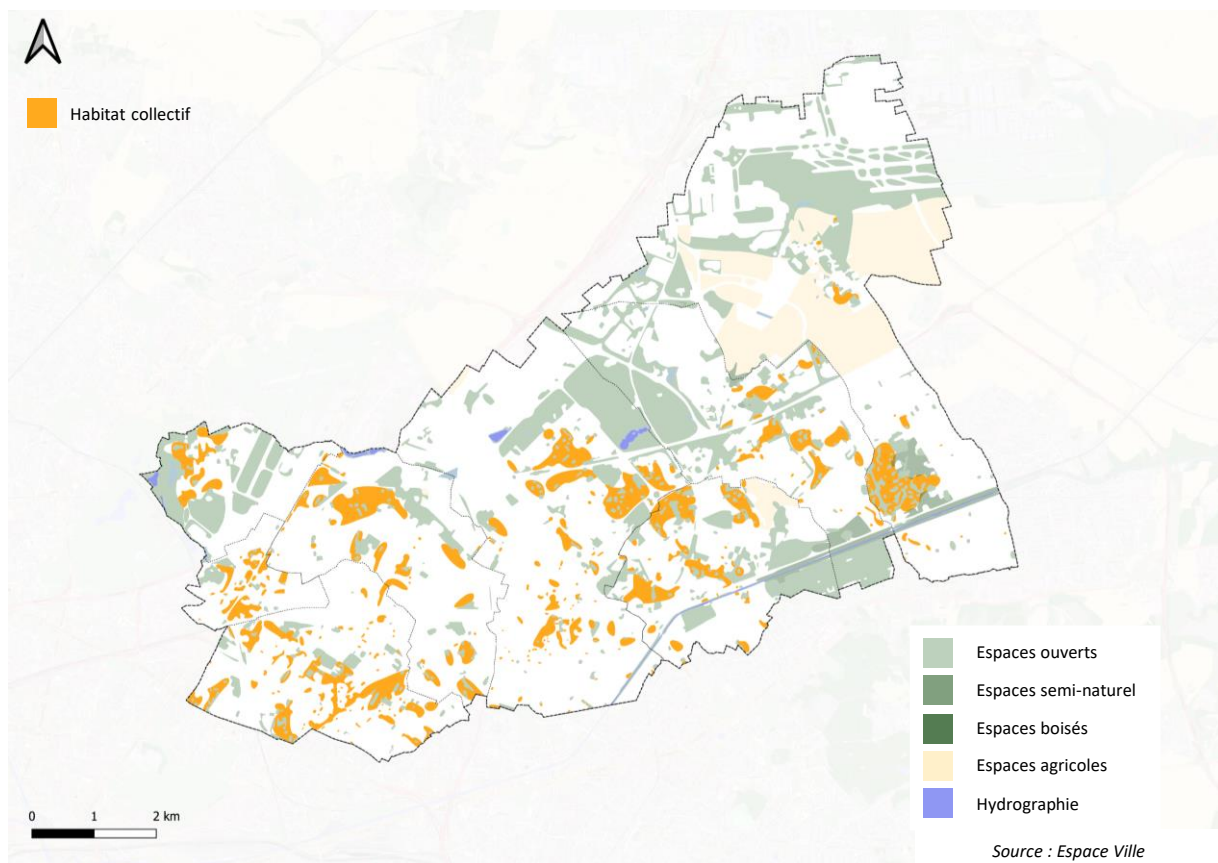 Habitat collectif
Espaces ouverts
Espaces semi-naturel
Espaces boisés
Espaces agricoles
Hydrographie
0 1 2 km
Source : Espace Ville